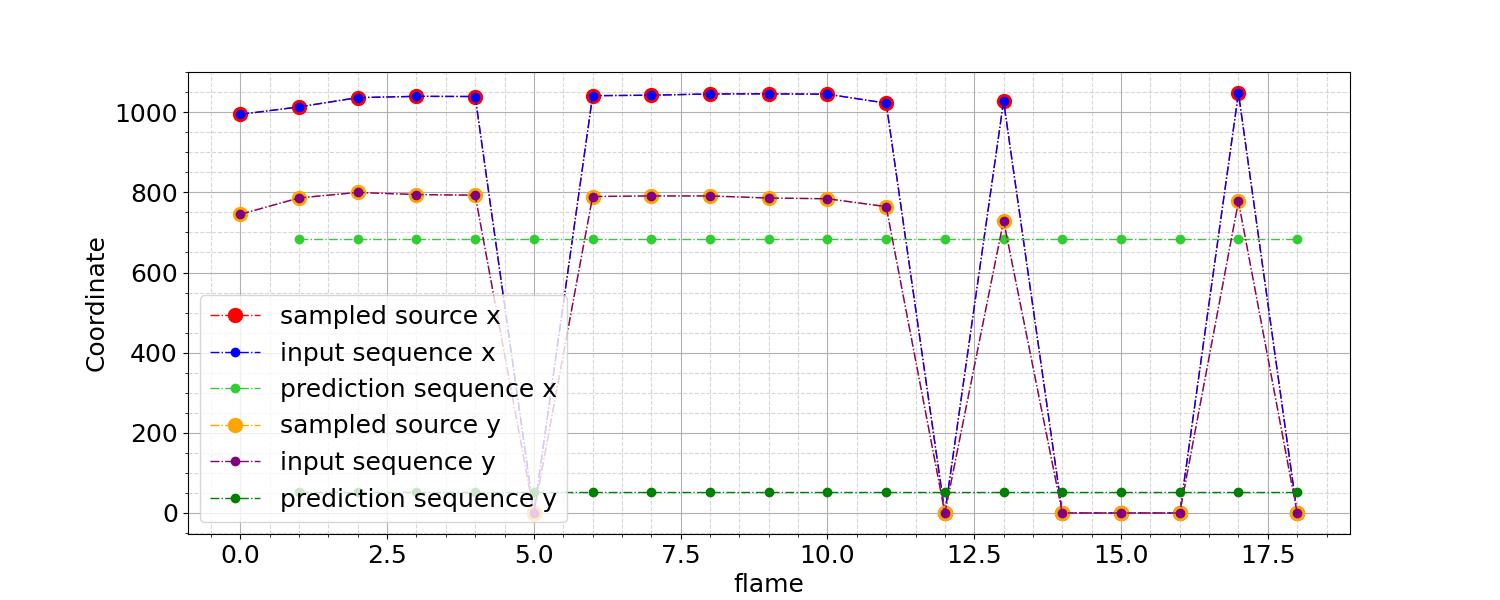 1000
800
600
400
200
0
Coordinate
sampled source x
input sequence x
prediction sequence x
sampled source y
input sequence y
prediction sequence y
0.0 2.5 5.0 7.5 10.0 12.5 15.0 17.5
flame